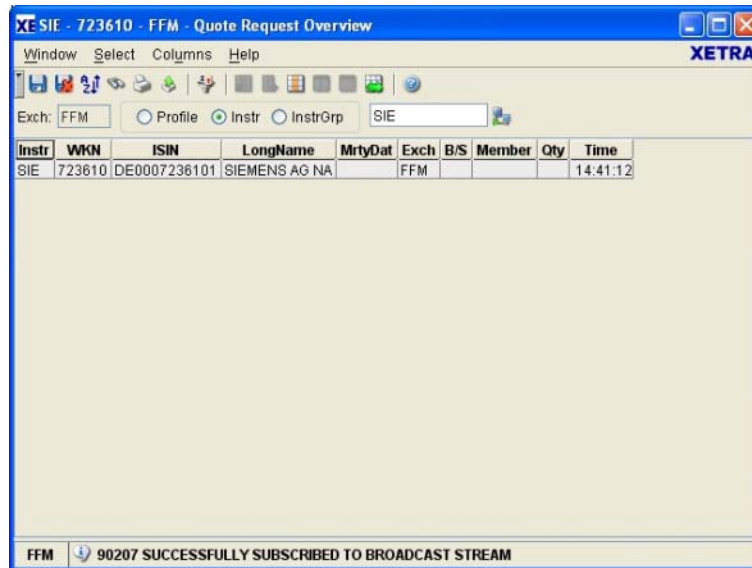 XE SIE - 723610 - FFM - Quote Request Overview
Window Select Columns Help XETRA
Exch: FFM Profile Instr InstrGrp SIE
Instr WKN ISIN LongName MrtyDat Exch B/S Member Qty Time
SIE 723610 DE0007236101 SIEMENS AG NA FFM 14:41:12
FFM 90207 SUCCESSFULLY SUBSCRIBED TO BROADCAST STREAM